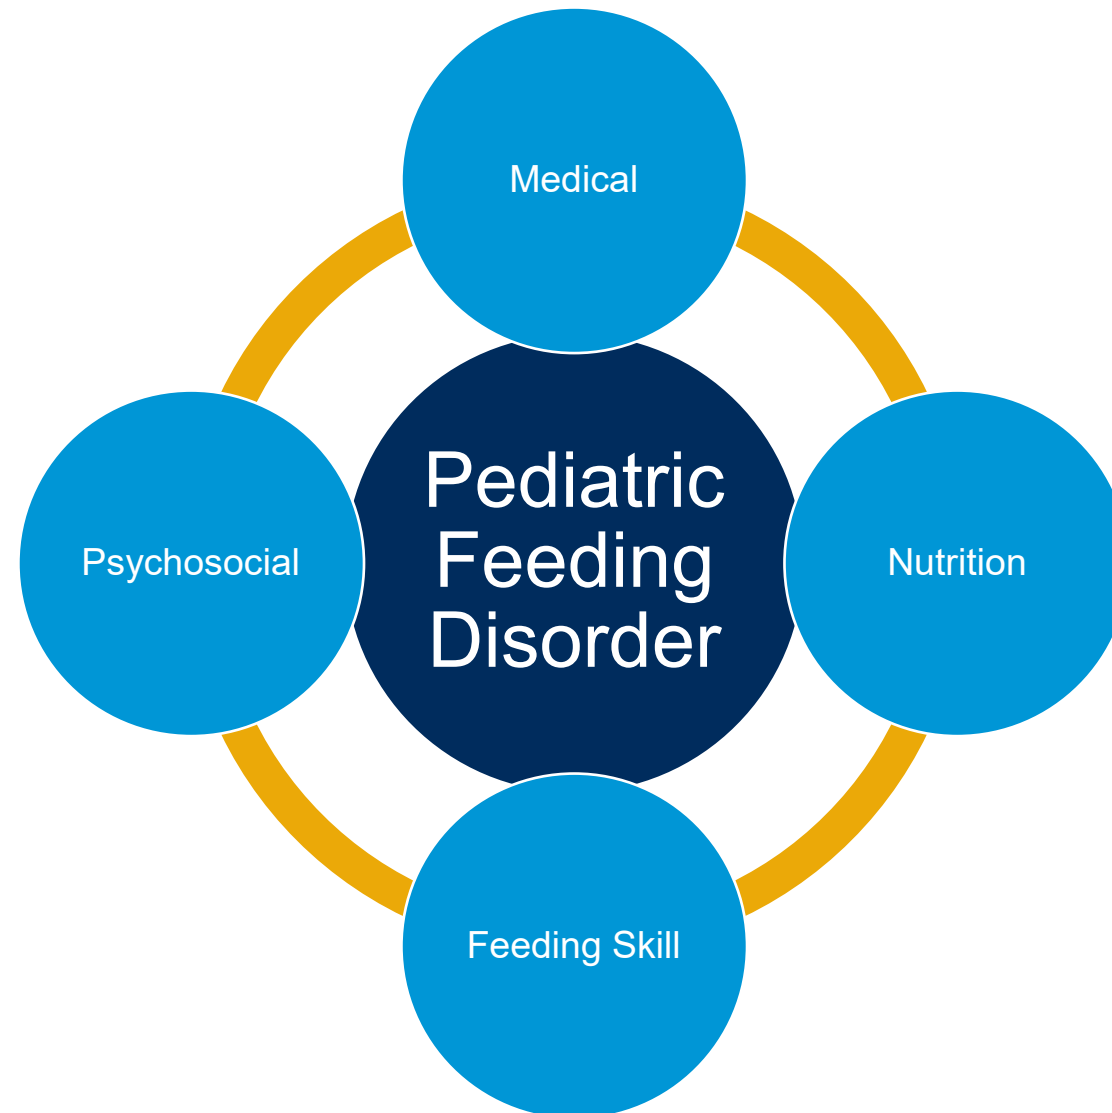 Medical
Pediatric
Feeding
Disorder
Psychosocial
Nutrition
Feeding Skill